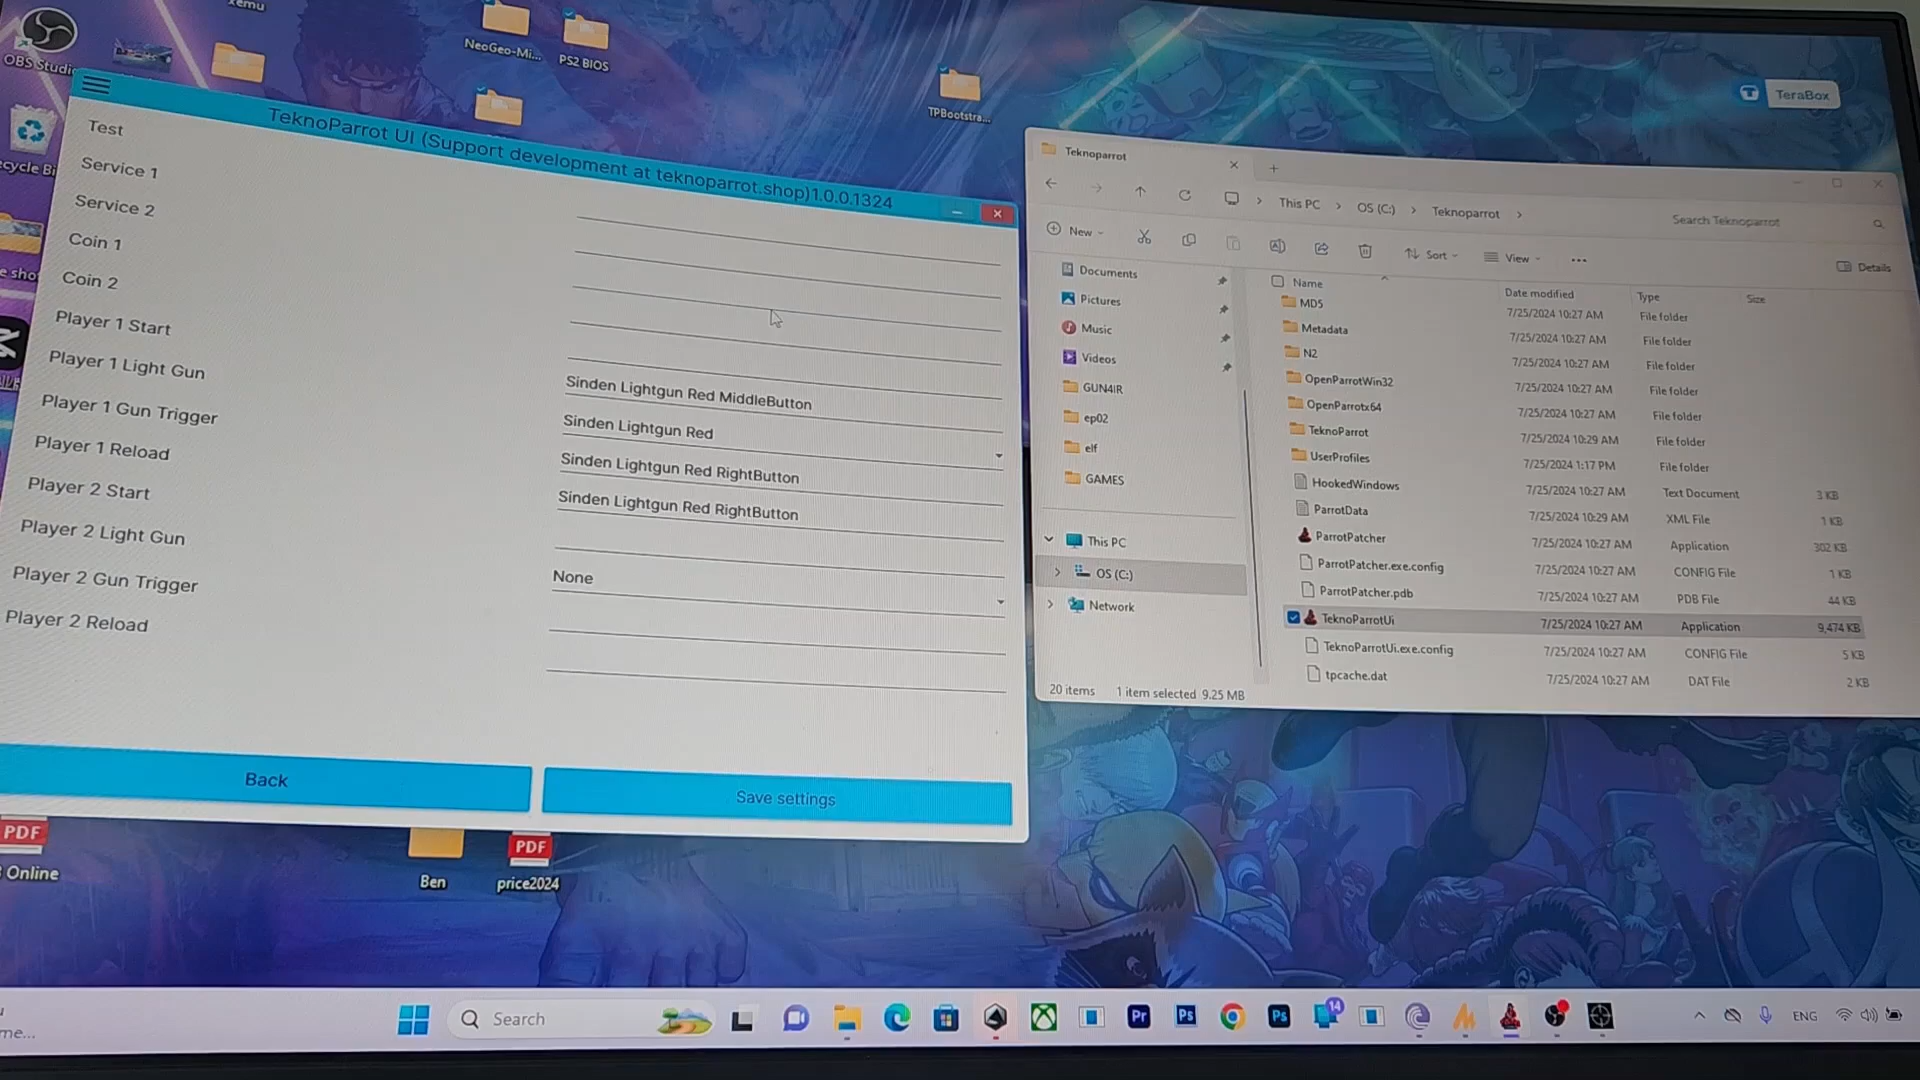 xemu
OBS Studio
NeoGeo-Mi...
PS2 BIOS
TPBootstra...
TeraBox
TeknoParrot UI (Support development at teknoparrot.shop)1.0.0.1324
Test
Service 1
Service 2
Coin 1
Coin 2
Player 1 Start
Sinden Lightgun Red MiddleButton
Player 1 Light Gun
Sinden Lightgun Red
Player 1 Gun Trigger
Sinden Lightgun Red RightButton
Player 1 Reload
Sinden Lightgun Red RightButton
Player 2 Start
Player 2 Light Gun
None
Player 2 Gun Trigger
Player 2 Reload
Back
Save settings
ecycle Bi
e sho
Teknoparrot
This PC > OS (C:) > Teknoparrot >
Search Teknoparrot
New
Sort
View
...
Details
Documents
Pictures
Music
Videos
GUN4IR
ep02
elf
GAMES
This PC
OS (C:)
Network
Name Date modified Type Size
MD5 7/25/2024 10:27 AM File folder
Metadata 7/25/2024 10:27 AM File folder
N2 7/25/2024 10:27 AM File folder
OpenParrotWin32 7/25/2024 10:27 AM File folder
OpenParrotx64 7/25/2024 10:27 AM File folder
TeknoParrot 7/25/2024 10:29 AM File folder
UserProfiles 7/25/2024 1:17 PM File folder
HookedWindows 7/25/2024 10:27 AM Text Document 3 KB
ParrotData 7/25/2024 10:29 AM XML File 1 KB
ParrotPatcher 7/25/2024 10:27 AM Application 302 KB
ParrotPatcher.exe.config 7/25/2024 10:27 AM CONFIG File 1 KB
ParrotPatcher.pdb 7/25/2024 10:27 AM PDB File 44 KB
TeknoParrotUi 7/25/2024 10:27 AM Application 9,474 KB
TeknoParrotUi.exe.config 7/25/2024 10:27 AM CONFIG File 5 KB
tpcache.dat 7/25/2024 10:27 AM DAT File 2 KB
20 items 1 item selected 9.25 MB
PDF
Online
Ben
PDF
price2024
me...
Search
Pr
Ps
Ps
14
ENG